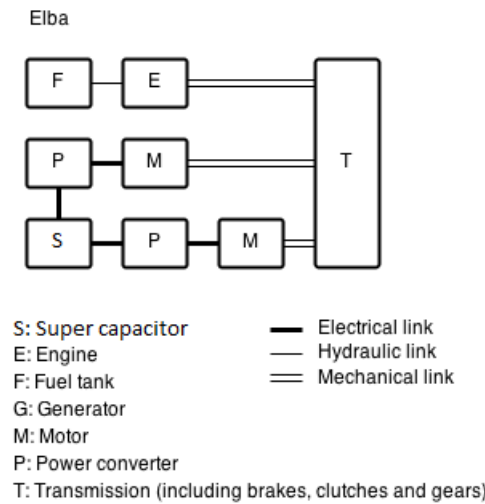 Elba
F E
P M T
S P M
S: Super capacitor
E: Engine
F: Fuel tank
G: Generator
M: Motor
P: Power converter
T: Transmission (including brakes, clutches and gears)
Electrical link
Hydraulic link
Mechanical link